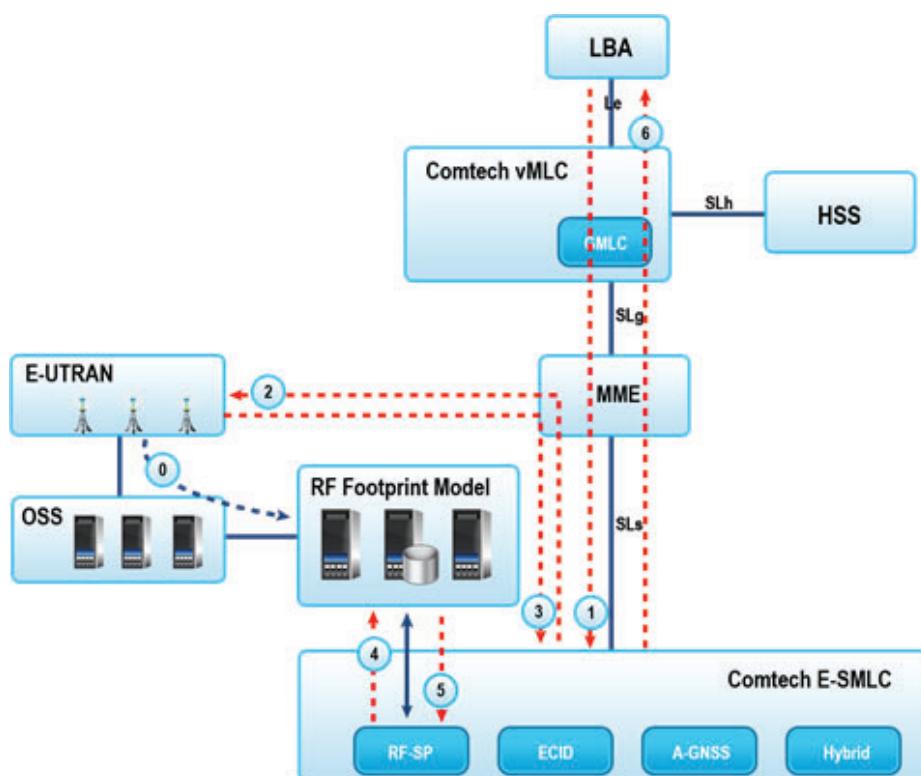 LBA
Le
6
Comtech vMLC
SLh
HSS
GMLC
SLg
E-UTRAN
2
MME
0
RF Footprint Model
OSS
SLs
3
1
4
5
Comtech E-SMLC
RF-SP
ECID
A-GNSS
Hybrid